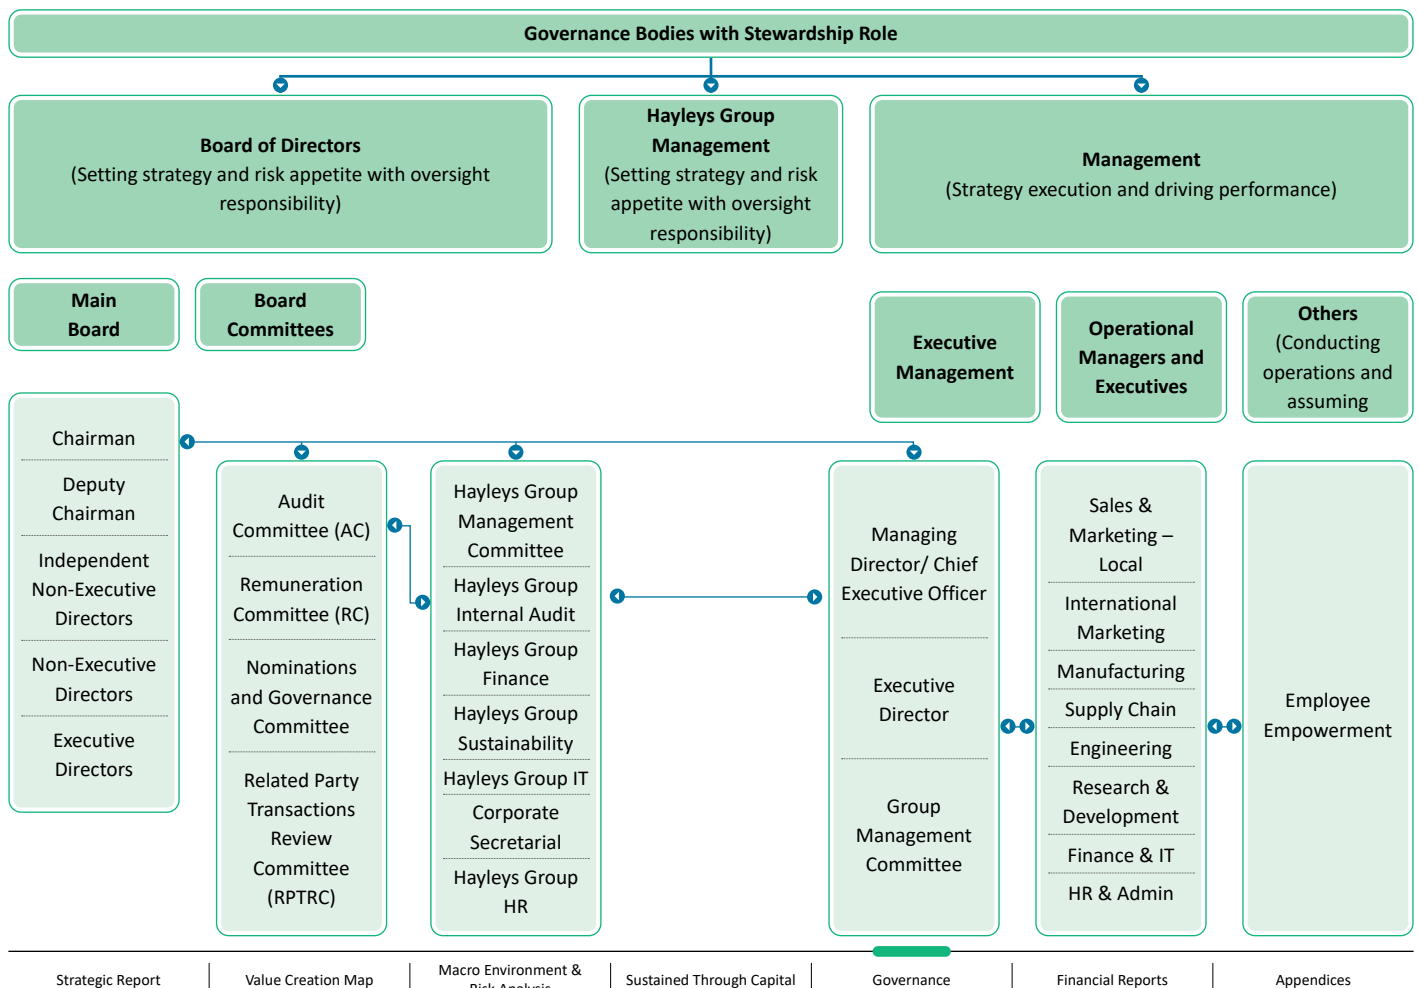 Governance Bodies with Stewardship Role
Board of Directors
(Setting strategy and risk appetite with oversight
responsibility)
Hayleys Group
Management
(Setting strategy and risk
appetite with oversight
responsibility)
Management
(Strategy execution and driving performance)
Main
Board
Board
Committees
Executive
Management
Operational
Managers and
Executives
Others
(Conducting
operations and
assuming
Chairman
Deputy
Chairman
Independent
Non-Executive
Directors
Non-Executive
Directors
Executive
Directors
Audit
Committee (AC)
Remuneration
Committee (RC)
Nominations
and Governance
Committee
Related Party
Transactions
Review
Committee
(RPTRC)
Hayleys Group
Management
Committee
Hayleys Group
Internal Audit
Hayleys Group
Finance
Hayleys Group
Sustainability
Hayleys Group IT
Corporate
Secretarial
Hayleys Group
HR
Managing
Director/ Chief
Executive Officer
Executive
Director
Group
Management
Committee
Sales &
Marketing –
Local
International
Marketing
Manufacturing
Supply Chain
Engineering
Research &
Development
Finance & IT
HR & Admin
Employee
Empowerment
Strategic Report
Value Creation Map
Macro Environment &
Risk Analysis
Sustained Through Capital
Governance
Financial Reports
Appendices